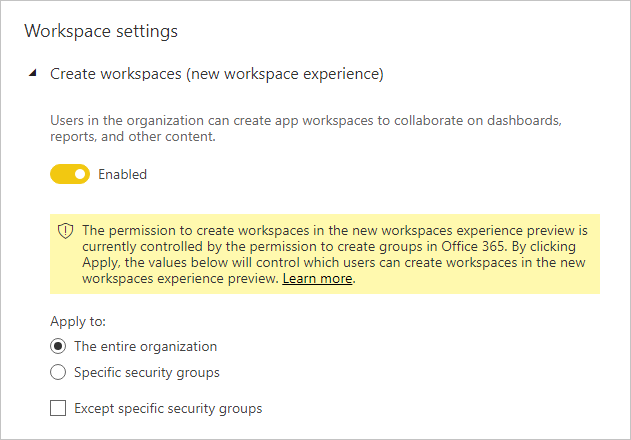 Workspace settings
Create workspaces (new workspace experience)
Users in the organization can create app workspaces to collaborate on dashboards,
reports, and other content.
Enabled
The permission to create workspaces in the new workspaces experience preview is
currently controlled by the permission to create groups in Office 365. By clicking
Apply, the values below will control which users can create workspaces in the new
workspaces experience preview. Learn more.
Apply to:
The entire organization
Specific security groups
Except specific security groups